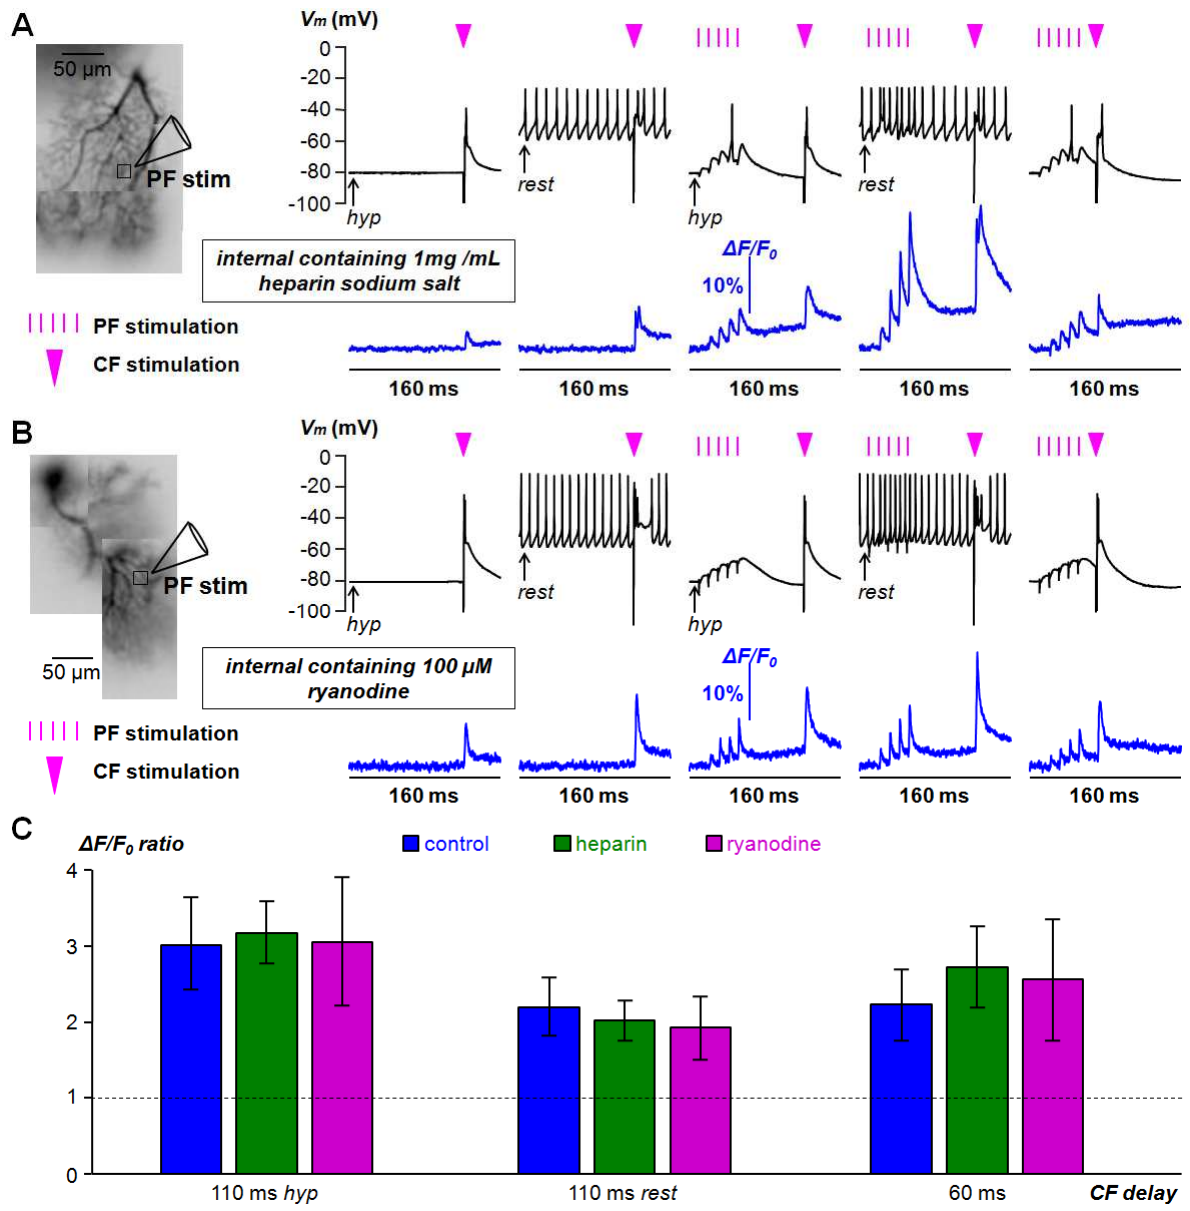 A
50 µm
PF stim
Vm (mV)
0
-20
-40
-60
-80
-100
hyp
rest
hyp
rest
internal containing 1mg /mL
heparin sodium salt
ΔF/F0
10%
PF stimulation
CF stimulation
160 ms
160 ms
160 ms
160 ms
160 ms
B
50 µm
PF stim
Vm (mV)
0
-20
-40
-60
-80
-100
hyp
rest
hyp
rest
internal containing 100 µM
ryanodine
ΔF/F0
10%
PF stimulation
CF stimulation
160 ms
160 ms
160 ms
160 ms
160 ms
C
ΔF/F0 ratio
control
heparin
ryanodine
4
3
2
1
0
110 ms hyp
110 ms rest
60 ms
CF delay